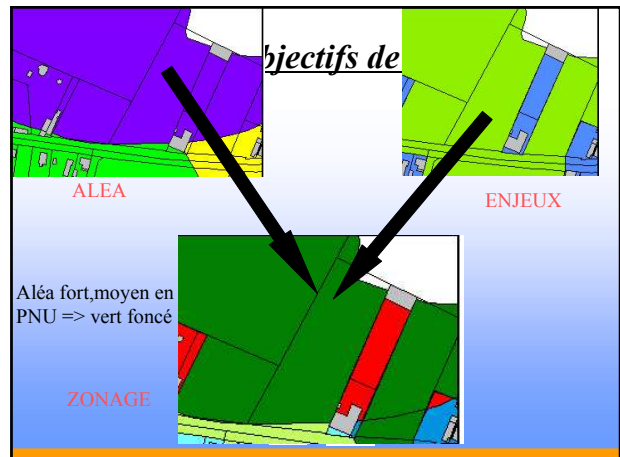 bjectifs de
ALEA
ENJEUX
Aléa fort,moyen en
PNU => vert foncé
ZONAGE